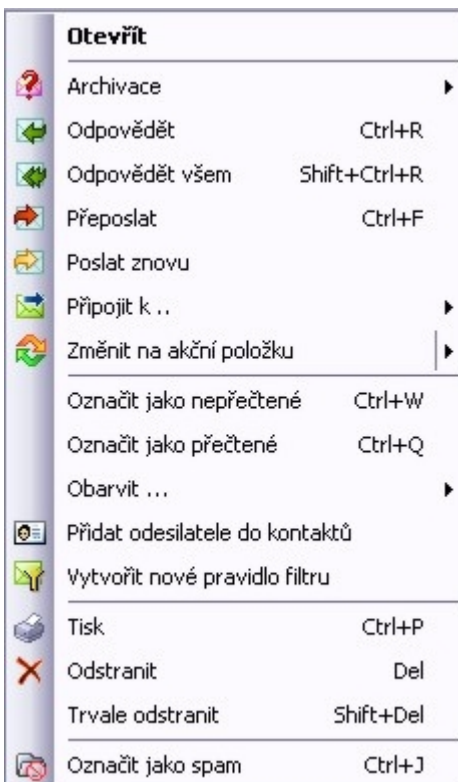 Otevřít
Archivace
Odpovědět Ctrl+R
Odpovědět všem Shift+Ctrl+R
Přeposlat Ctrl+F
Poslat znovu
Připojit k ..
Změnit na akční položku
Označit jako nepřečtené Ctrl+W
Označit jako přečtené Ctrl+Q
Obarvit ...
Přidat odesilatele do kontaktů
Vytvořit nové pravidlo filtru
Tisk Ctrl+P
Odstranit Del
Trvale odstranit Shift+Del
Označit jako spam Ctrl+J